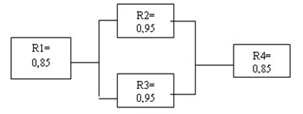 R1=
0,85
R2=
0,95
R3=
0,95
R4=
0,85